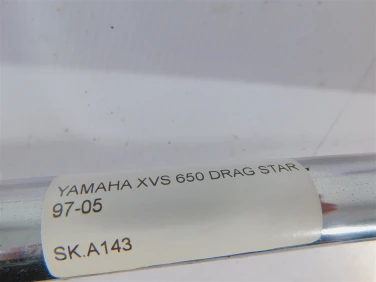 YAMAHA XVS 650 DRAG STAR
97-05
SK.A143